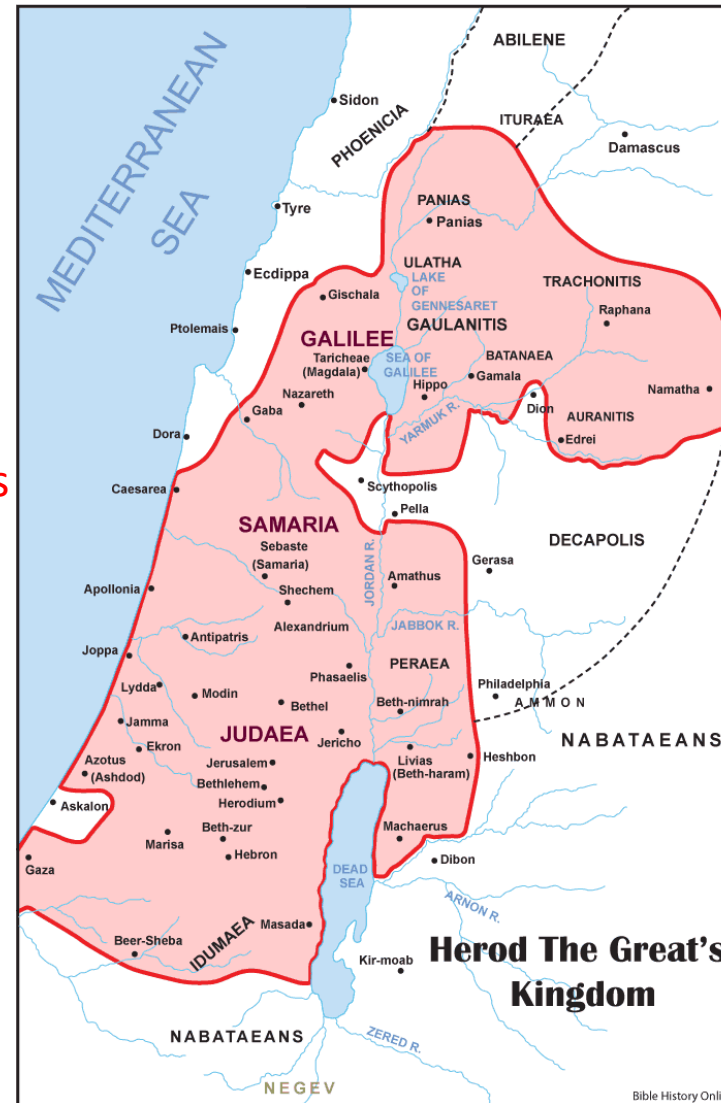 ABILENE
Sidon
PHOENICIA
ITURAEA
Damascus
MEDITERRANEAN
SEA
PANIAS
Panias
Tyre
ULATHA
Ecdippa
LAKE
OF
GENNESARET
TRACHONITIS
Gischala
Raphana
Ptolemais
GAULANITIS
GALILEE
Taricheae
(Magdala)
SEA OF
GALILEE
BATANAEA
Gamala
Hippo
Namatha
Nazareth
Gaba
Dion
AURANITIS
YARMUK R.
Dora
Edrei
S
Caesarea
Scythopolis
Pella
SAMARIA
DECAPOLIS
Sebaste
(Samaria)
Gerasa
JORDAN R.
Amathus
Apollonia
Shechem
Alexandrium
JABBOK R.
Antipatris
Joppa
PERAEA
Phasaelis
Philadelphia
AMMON
Lydda
Modin
Bethel
Beth-nimrah
Jamma
JUDAEA
Jericho
NABATAEANS
Ekron
Azotus
(Ashdod)
Jerusalem
Livias
(Beth-haram)
Heshbon
Bethlehem
Askalon
Herodium
Beth-zur
Marisa
Machaerus
Hebron
Dibon
Gaza
DEAD
SEA
ARNON R.
Masada
IDUMAEA
Beer-Sheba
Kir-moab
Herod The Great's
Kingdom
NABATAEANS
ZERED R.
NEGEV
Bible History Onli